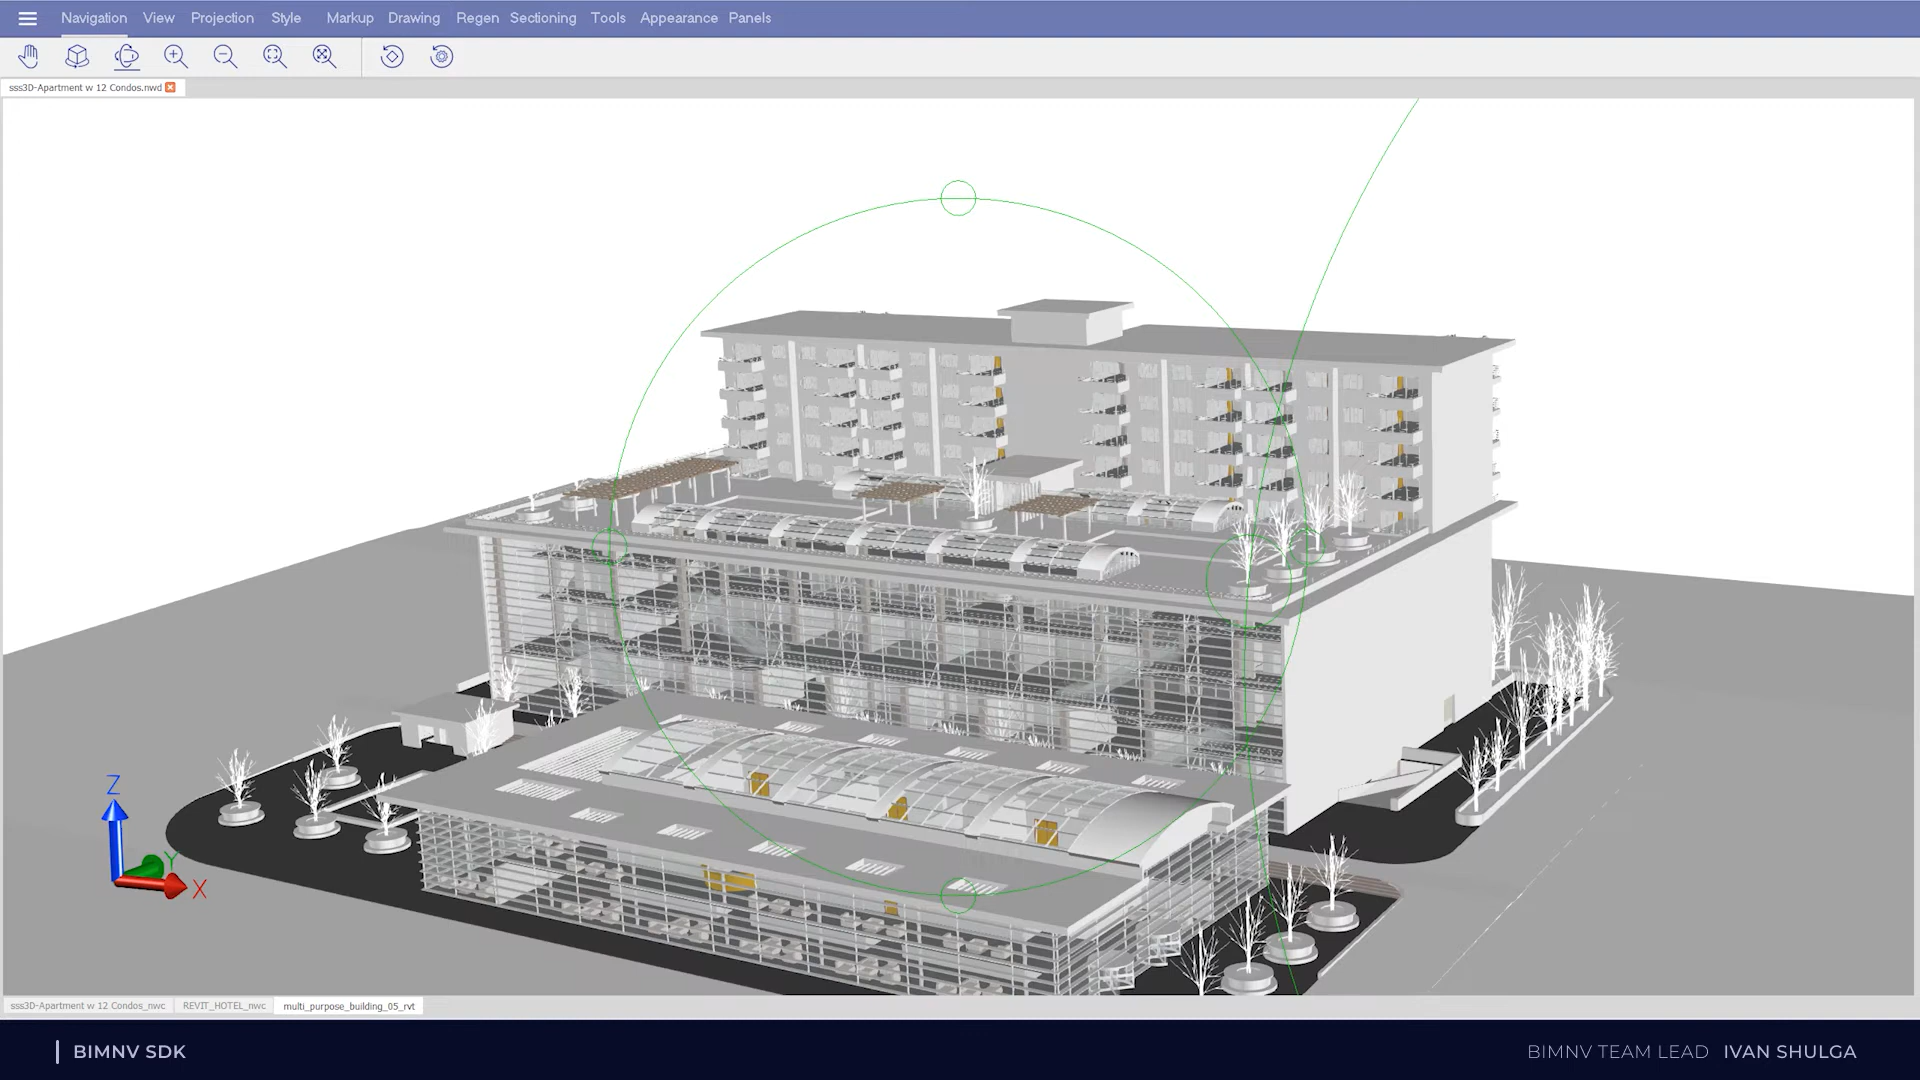 Navigation View Projection Style Markup Drawing Regen Sectioning Tools Appearance Panels
sss3D-Apartment w 12 Condos.nwd
Z
Y
X
sss3D-Apartment w 12 Condos_nwc REVIT_HOTEL_nwc multi_purpose_building_05_rvt
BIMNV SDK
BIMNV TEAM LEAD IVAN SHULGA